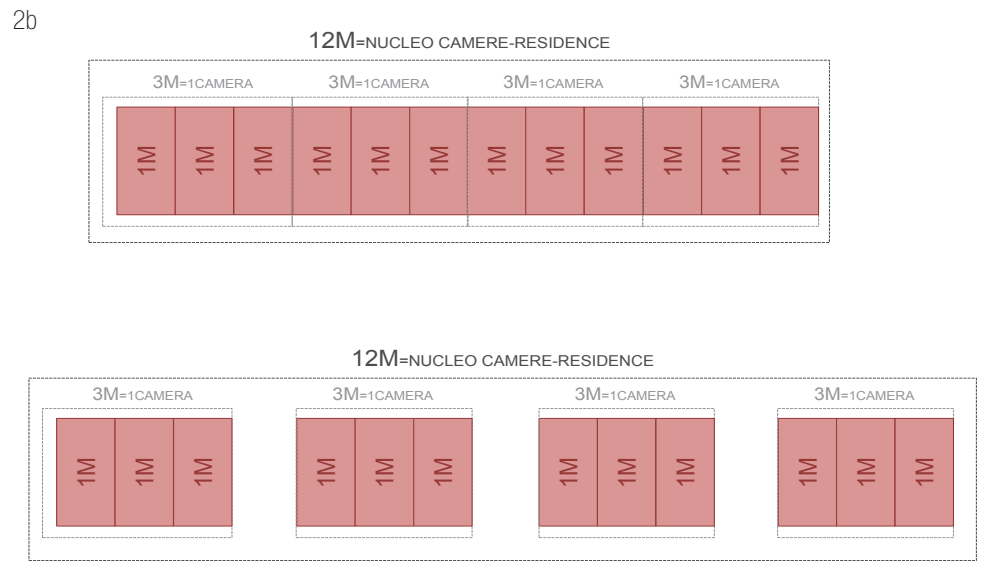 2b
12M=NUCLEO CAMERE-RESIDENCE
3M=1CAMERA 3M=1CAMERA 3M=1CAMERA 3M=1CAMERA
1M 1M 1M 1M 1M 1M 1M 1M 1M 1M 1M 1M
12M=NUCLEO CAMERE-RESIDENCE
3M=1CAMERA 3M=1CAMERA 3M=1CAMERA 3M=1CAMERA
1M 1M 1M 1M 1M 1M 1M 1M 1M 1M 1M 1M